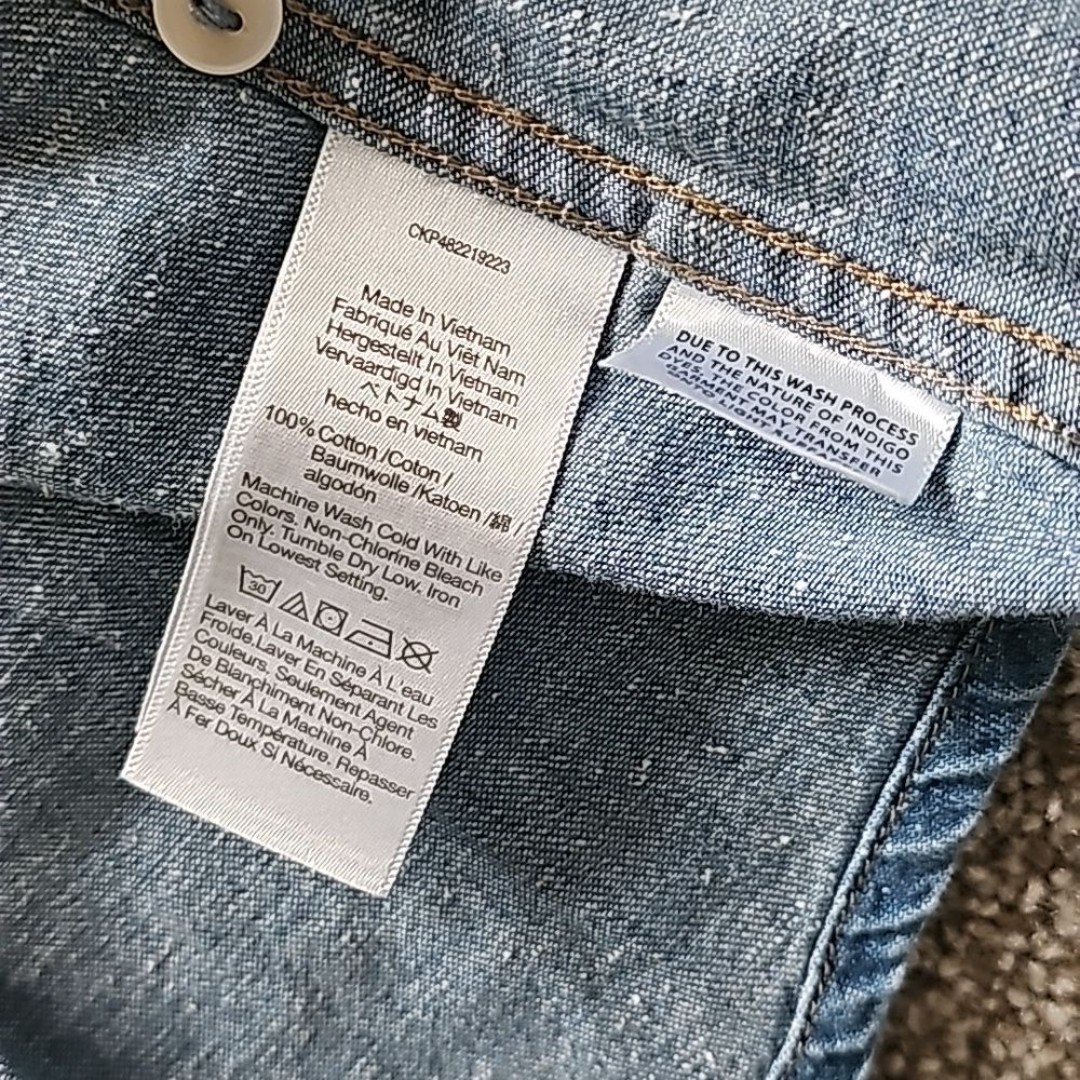 CKP482219223
Made In Vietnam
Fabriqué Au Việt Nam
Hergestellt In Vietnam
Vervaardigd In Vietnam
ベトナム製
hecho en vietnam
100% Cotton /Coton /
Baumwolle /Katoen /綿 /
algodón
Machine Wash Cold With Like
Colors. Non-Chlorine Bleach
Only. Tumble Dry Low. Iron
On Lowest Setting.
30
Laver À La Machine À L'eau
Froide.Laver En Séparant Les
Couleurs. Seulement Agent
De Blanchiment Non-Chlore.
Sécher À La Machine À
Basse Température. Repasser
À Fer Doux Si Nécessaire.
DUE TO THIS WASH PROCESS
AND THE NATURE OF INDIGO
DYES, THE COLOR FROM THIS
GARMENT MAY TRANSFER
TO LIGHT